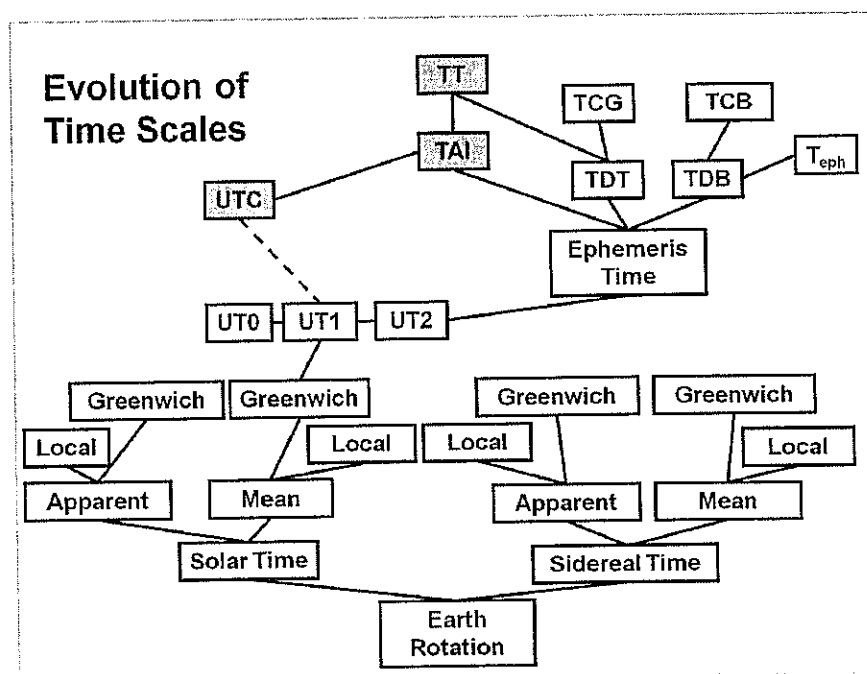 Evolution of
Time Scales
TT
TCG
TCB
TAI
TDT
TDB
T_eph
UTC
Ephemeris
Time
UT0
UT1
UT2
Greenwich
Greenwich
Greenwich
Greenwich
Local
Local
Local
Local
Apparent
Mean
Apparent
Mean
Solar Time
Sidereal Time
Earth
Rotation